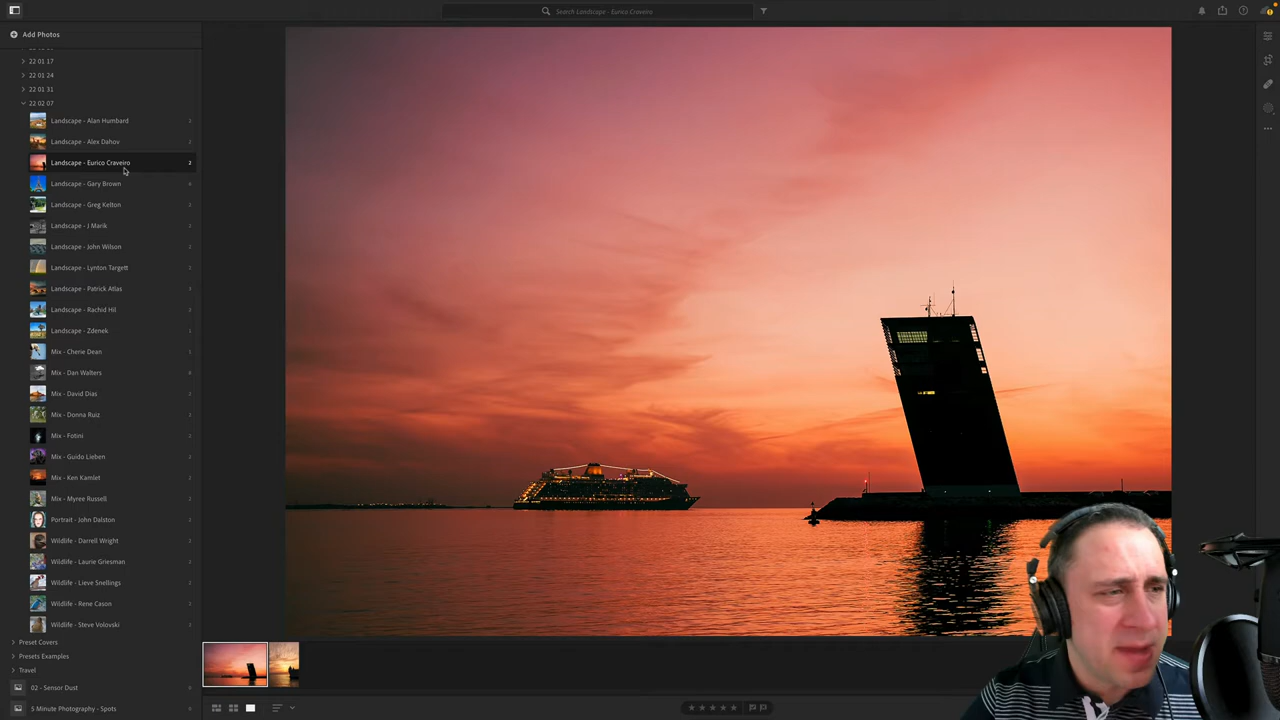 Search Landscape - Eurico Craveiro
Add Photos
22 01 17
22 01 24
22 01 31
22 02 07
Landscape - Alan Humbard 2
Landscape - Alex Dahov 2
Landscape - Eurico Craveiro 2
Landscape - Gary Brown
Landscape - Greg Kelton
Landscape - J Marik
Landscape - John Wilson
Landscape - Lynton Targett
Landscape - Patrick Atlas
Landscape - Rachid Hil
Landscape - Zdenek
Mix - Cherie Dean
Mix - Dan Walters
Mix - David Dias
Mix - Donna Ruiz
Mix - Fotini
Mix - Guido Lieben
Mix - Ken Kamlet
Mix - Myree Russell
Portrait - John Dalston
Wildlife - Darrell Wright
Wildlife - Laurie Griesman
Wildlife - Lieve Snellings
Wildlife - Rene Cason
Wildlife - Steve Volovski
Preset Covers
Presets Examples
Travel
02 - Sensor Dust
5 Minute Photography - Spots